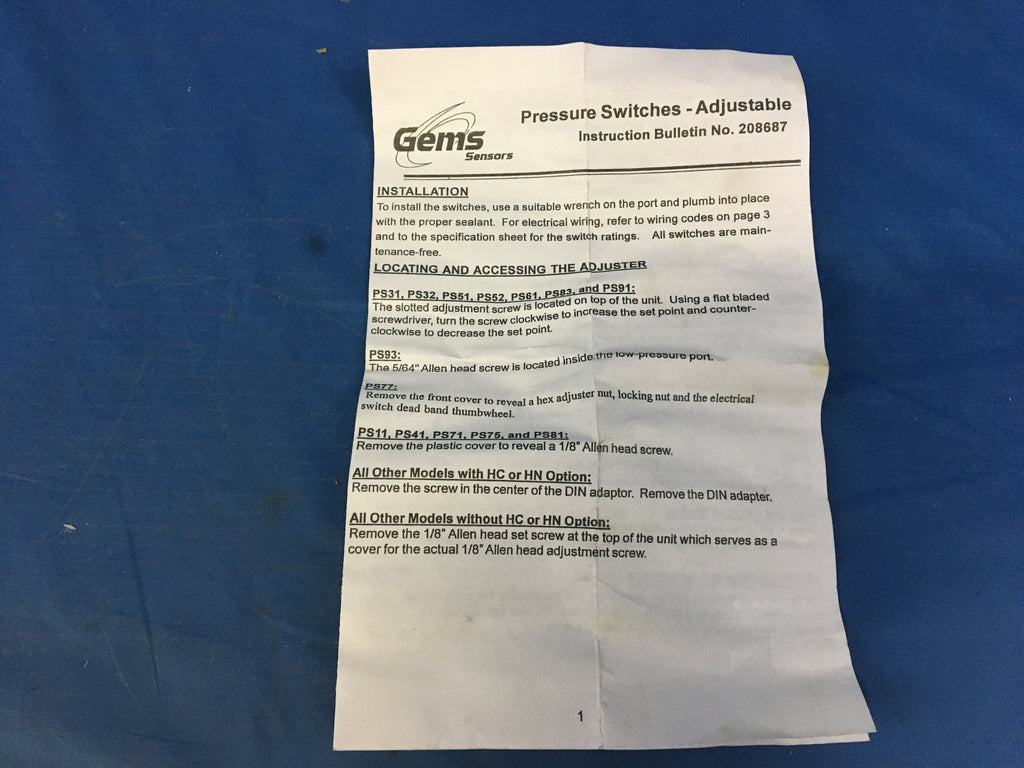 Gems
Sensors
Pressure Switches - Adjustable
Instruction Bulletin No. 208687
INSTALLATION
To install the switches, use a suitable wrench on the port and plumb into place
with the proper sealant. For electrical wiring, refer to wiring codes on page 3
and to the specification sheet for the switch ratings. All switches are main-
tenance-free.
LOCATING AND ACCESSING THE ADJUSTER
PS31, PS32, PS51, PS52, PS61, PS83, and PS91:
The slotted adjustment screw is located on top of the unit. Using a flat bladed
screwdriver, turn the screw clockwise to increase the set point and counter-
clockwise to decrease the set point.
PS93:
The 5/64" Allen head screw is located inside the low-pressure port.
PS77:
Remove the front cover to reveal a hex adjuster nut, locking nut and the electrical
switch dead band thumbwheel.
PS11, PS41, PS71, PS75, and PS81:
Remove the plastic cover to reveal a 1/8" Allen head screw.
All Other Models with HC or HN Option:
Remove the screw in the center of the DIN adaptor. Remove the DIN adapter.
All Other Models without HC or HN Option:
Remove the 1/8" Allen head set screw at the top of the unit which serves as a
cover for the actual 1/8" Allen head adjustment screw.
1